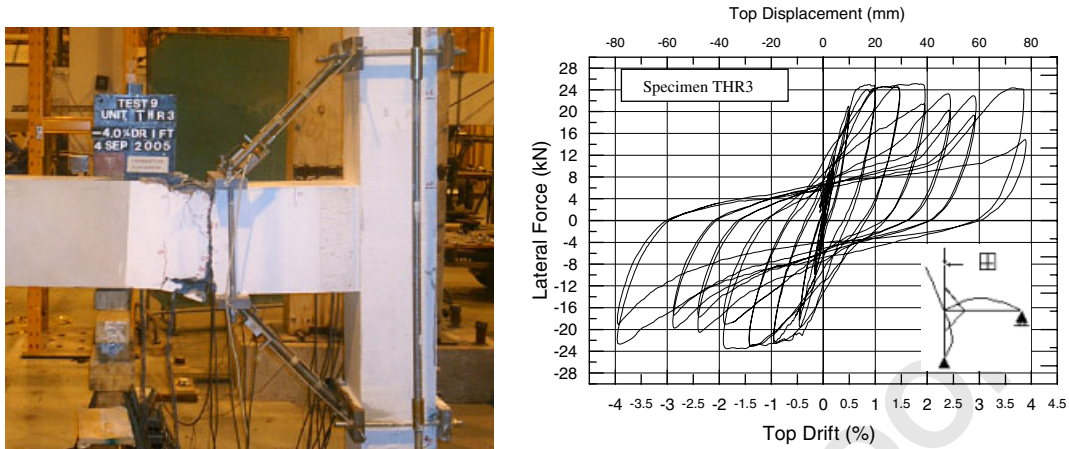 TEST 9
UNIT THR3
-4.0% DRIFT
4 SEP 2005
Top Displacement (mm)
-80 -60 -40 -20 0 20 40 60 80
Specimen THR3
28
24
20
16
12
8
4
0
-4
-8
-12
-16
-20
-24
-28
Lateral Force (kN)
-4 -3.5 -3 -2.5 -2 -1.5 -1 -0.5 0 0.5 1 1.5 2 2.5 3 3.5 4 4.5
Top Drift (%)